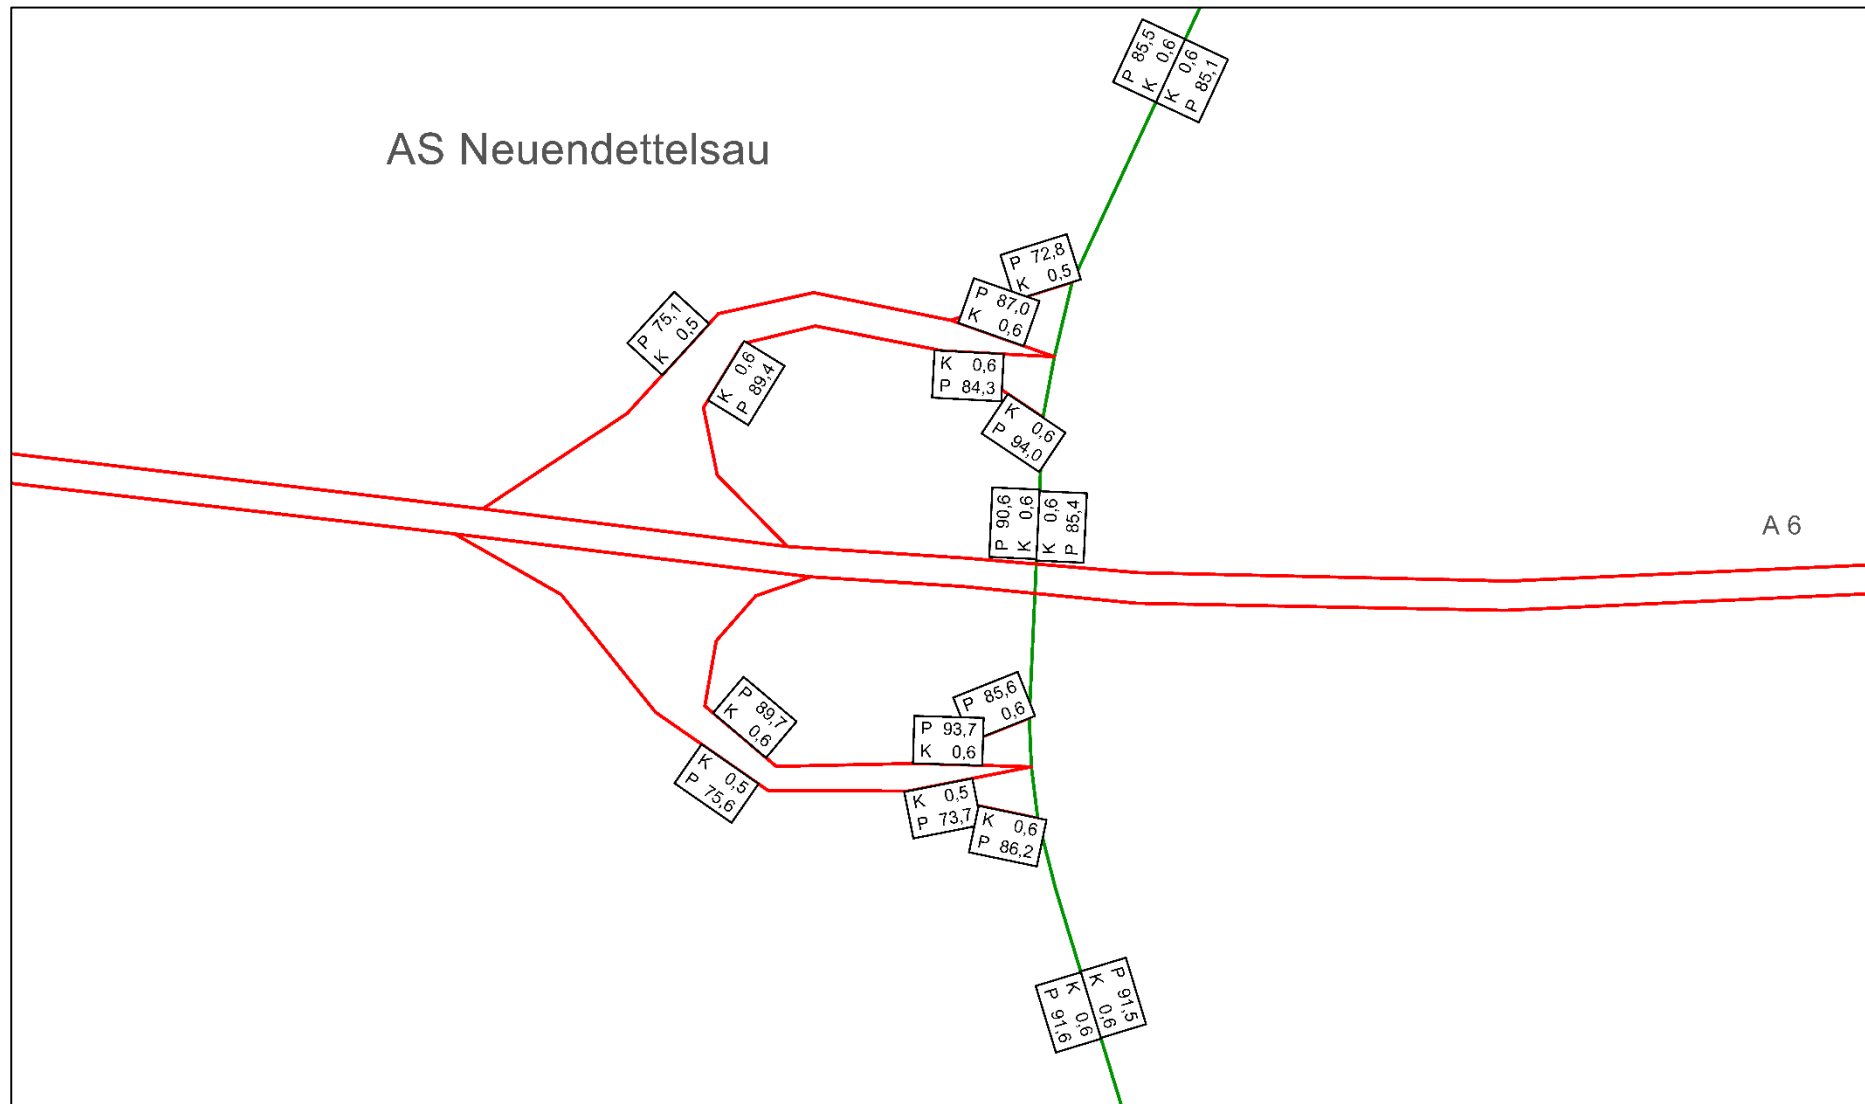 P 85,5
K 0,6
K 0,6
P 85,1
AS Neuendettelsau
P 72,8
K 0,5
P 87,0
K 0,6
P 75,1
K 0,5
K 0,6
P 89,4
K 0,6
P 84,3
K 0,6
P 94,0
P 90,6
K 0,6
K 0,6
P 85,4
A 6
P 85,6
0,6
P 89,7
K 0,6
P 93,7
K 0,6
K 0,5
P 75,6
K 0,5
P 73,7
K 0,6
P 86,2
P 91,5
K 0,6
K 0,6
P 91,6